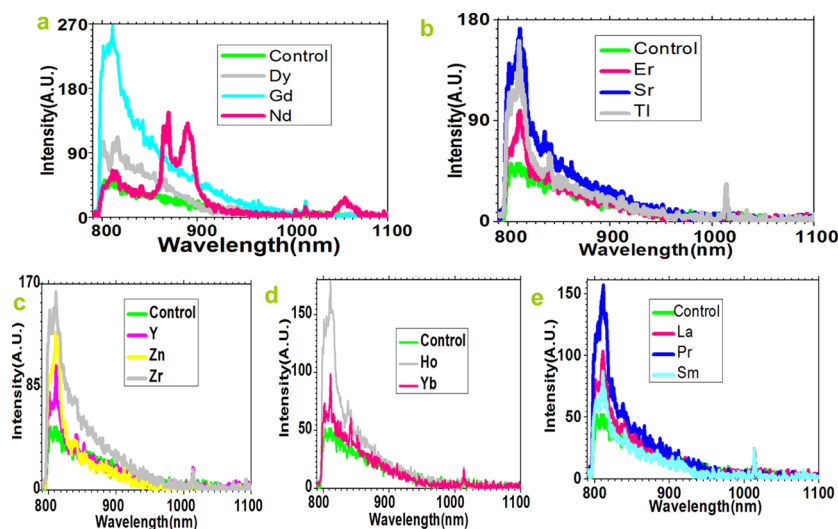 a
270
180
90
0
Intensity(A.U.)
Control
Dy
Gd
Nd
800 900 1000 1100
Wavelength(nm)
b
180
90
0
Intensity(A.U.)
Control
Er
Sr
Tl
800 900 1000 1100
Wavelength(nm)
c
170
85
0
Intensity(A.U.)
Control
Y
Zn
Zr
800 900 1000 1100
Wavelength(nm)
d
150
100
50
0
Intensity(A.U.)
Control
Ho
Yb
800 900 1000 1100
Wavelength(nm)
e
150
100
50
0
Intensity(A.U.)
Control
La
Pr
Sm
800 900 1000 1100
Wavelength(nm)